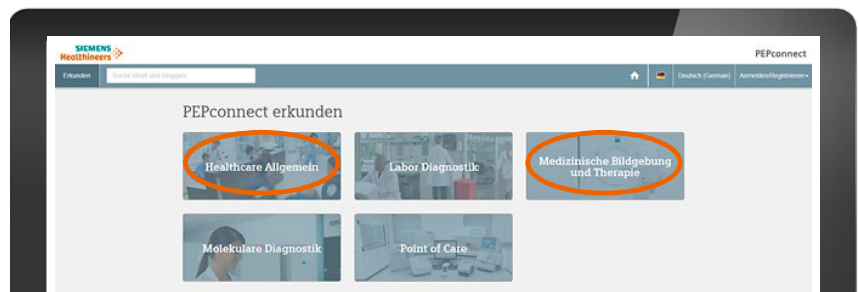 SIEMENS
Healthineers
PEPconnect
Erkunden
Suche Inhalt und Gruppen
Deutsch (German)
Anmelden/Registrieren
PEPconnect erkunden
Healthcare Allgemein
Labor Diagnostik
Medizinische Bildgebung
und Therapie
Molekulare Diagnostik
Point of Care